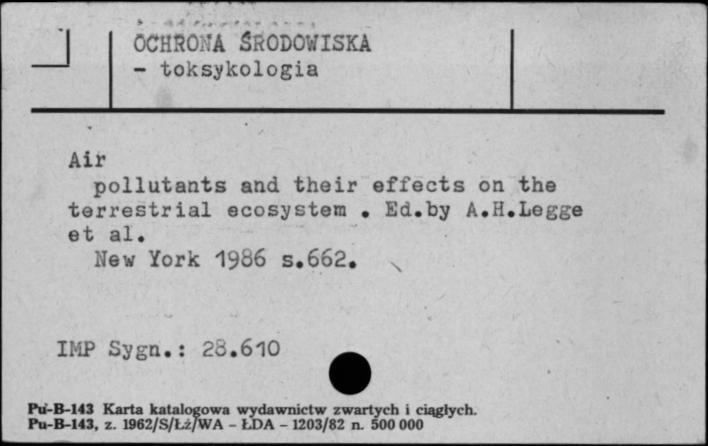 OCHRONA ŚRODOWISKA
- toksykologia
Air
pollutants and their effects on the
terrestrial ecosystem . Ed.by A.H.Legge
et al.
New York 1986 s.662.
IMP Sygn.: 28.610
Pu-B-143 Karta katalogowa wydawnictw zwartych i ciągłych.
Pu-B-143, z. 1962/S/Łż/WA - ŁDA - 1203/82 n. 500 000